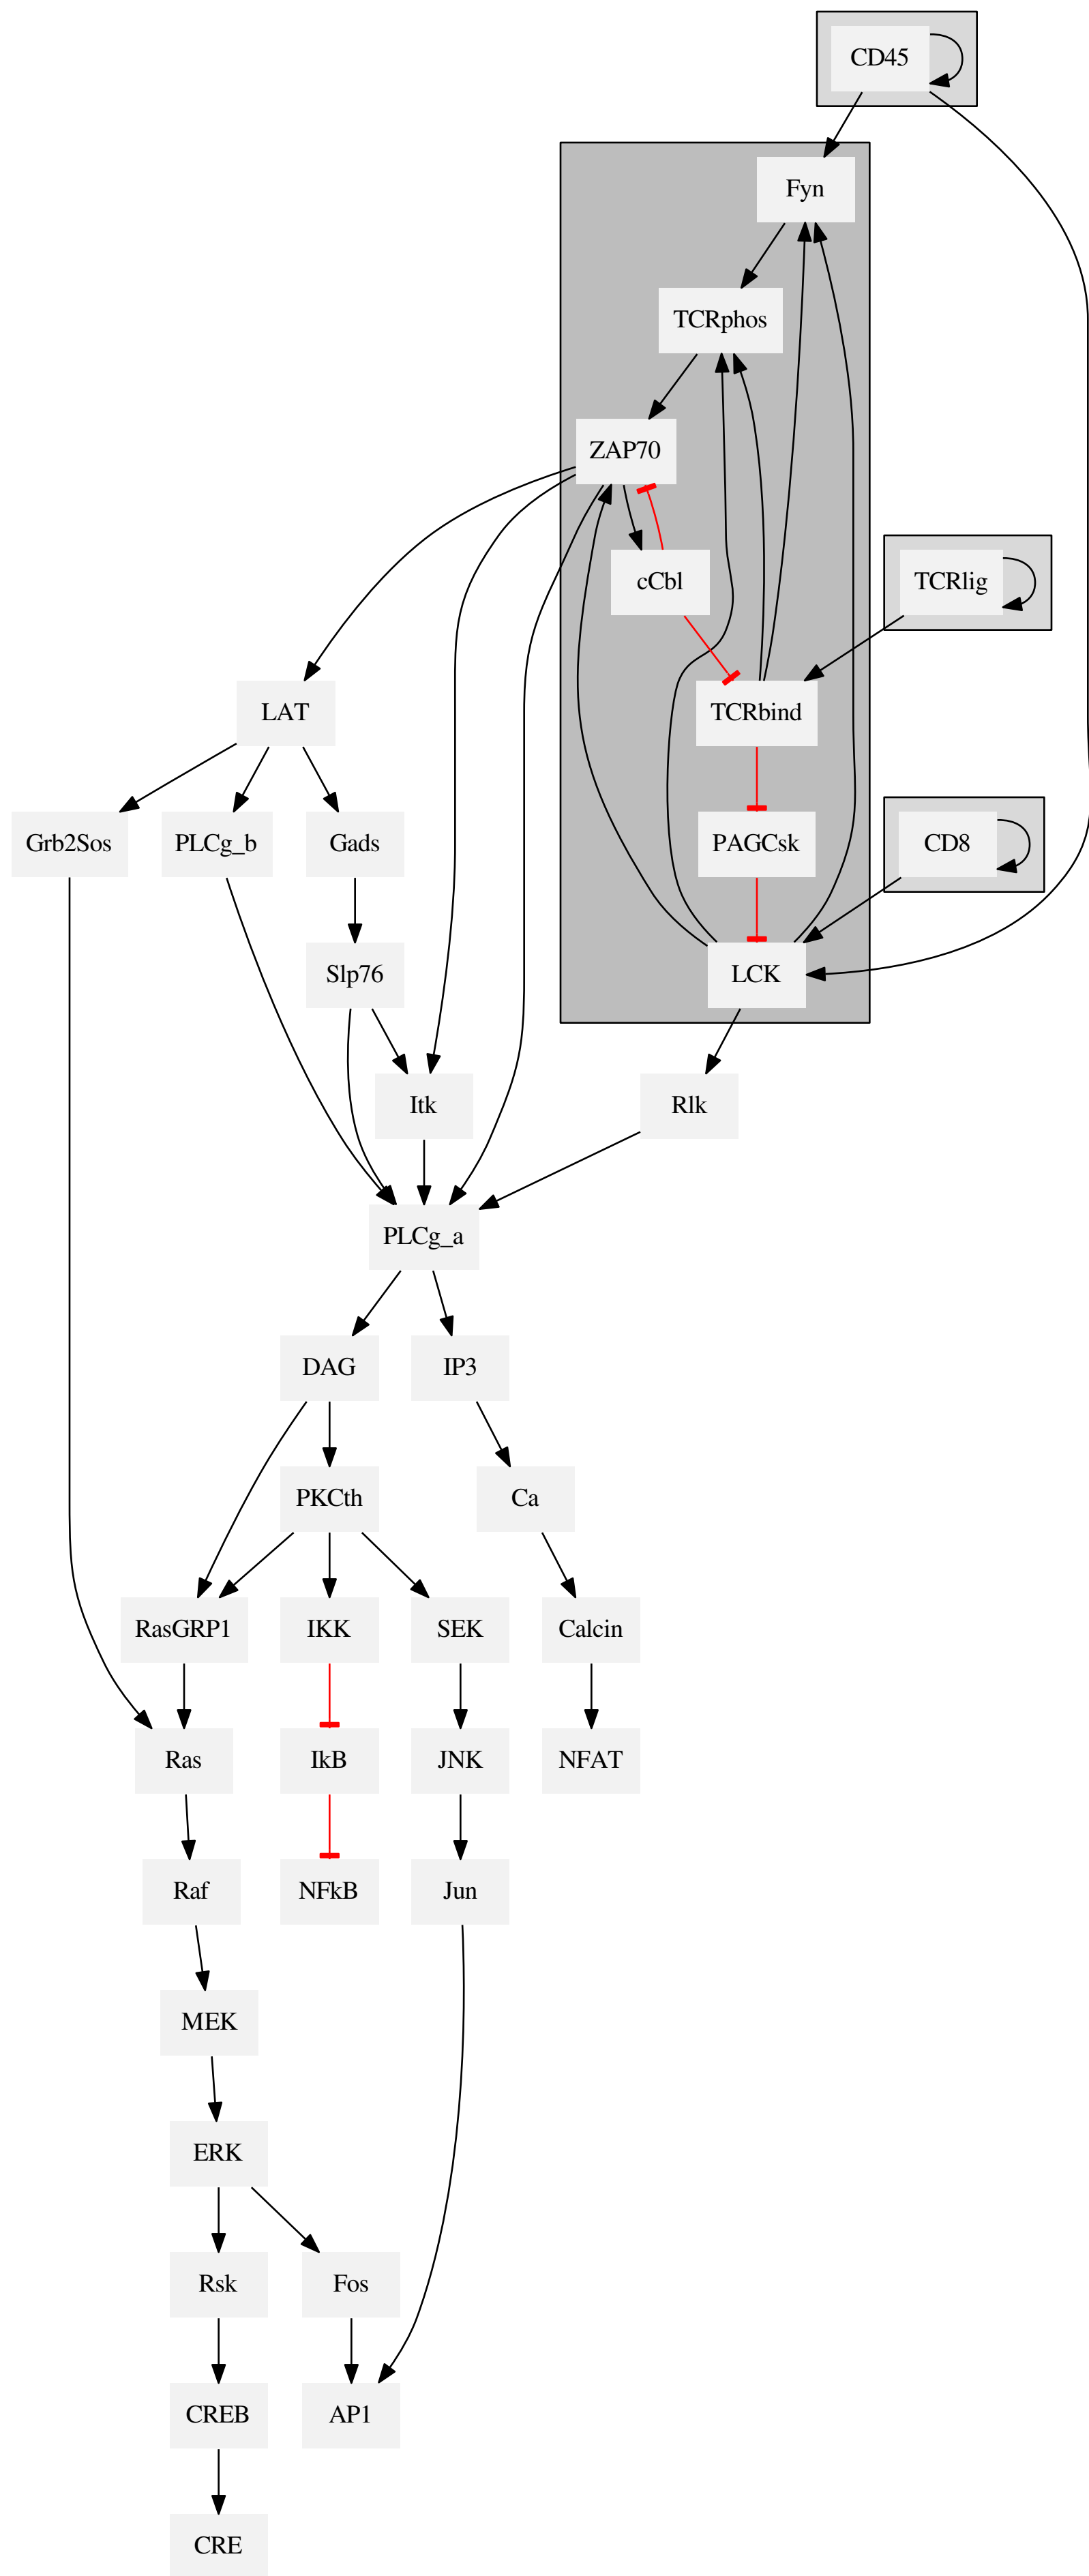 CD45
Fyn
TCRphos
ZAP70
cCbl
TCRlig
LAT
TCRbind
Grb2Sos
PLCg_b
Gads
PAGCsk
CD8
Slp76
LCK
Itk
Rlk
PLCg_a
DAG
IP3
PKCth
Ca
RasGRP1
IKK
SEK
Calcin
Ras
IkB
JNK
NFAT
Raf
NFkB
Jun
MEK
ERK
Rsk
Fos
CREB
AP1
CRE